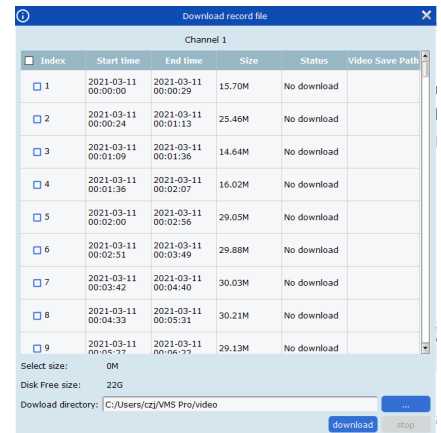 Download record file
Channel 1
Index Start time End time Size Status Video Save Path
1 2021-03-11 00:00:00 2021-03-11 00:00:29 15.70M No download
2 2021-03-11 00:00:24 2021-03-11 00:01:13 25.46M No download
3 2021-03-11 00:01:09 2021-03-11 00:01:36 14.64M No download
4 2021-03-11 00:01:36 2021-03-11 00:02:07 16.02M No download
5 2021-03-11 00:02:00 2021-03-11 00:02:56 29.05M No download
6 2021-03-11 00:02:51 2021-03-11 00:03:49 29.88M No download
7 2021-03-11 00:03:42 2021-03-11 00:04:40 30.03M No download
8 2021-03-11 00:04:33 2021-03-11 00:05:31 30.21M No download
9 2021-03-11 00:05:27 2021-03-11 00:06:22 29.13M No download
Select size: 0M
Disk Free size: 22G
Dowload directory: C:/Users/czj/VMS Pro/video ...
download stop